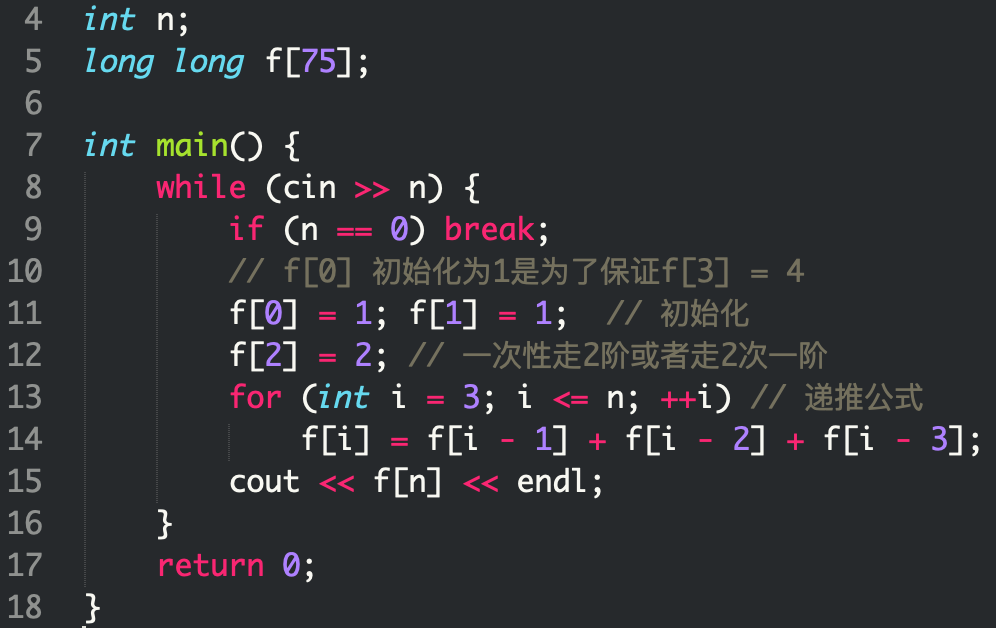 4 int n;
5 long long f[75];
6
7 int main() {
8 while (cin >> n) {
9 if (n == 0) break;
10 // f[0] 初始化为1是为了保证f[3] = 4
11 f[0] = 1; f[1] = 1; // 初始化
12 f[2] = 2; // 一次性走2阶或者走2次一阶
13 for (int i = 3; i <= n; ++i) // 递推公式
14 f[i] = f[i - 1] + f[i - 2] + f[i - 3];
15 cout << f[n] << endl;
16 }
17 return 0;
18 }